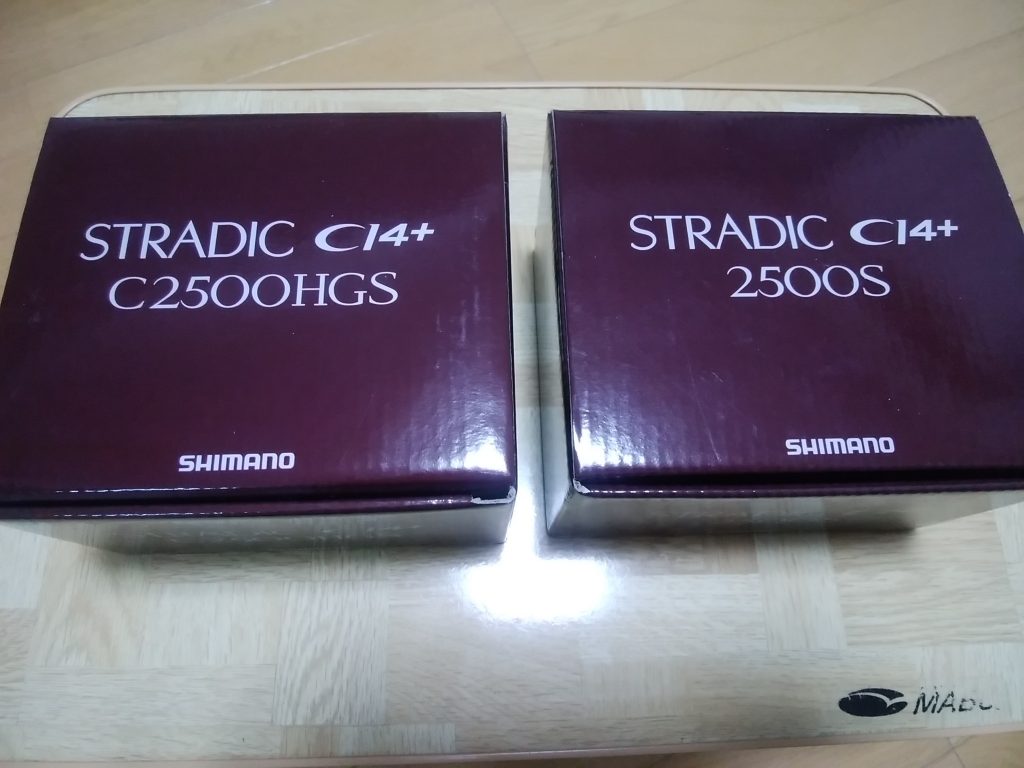 STRADIC CI4+
C2500HGS
SHIMANO
STRADIC CI4+
2500S
SHIMANO